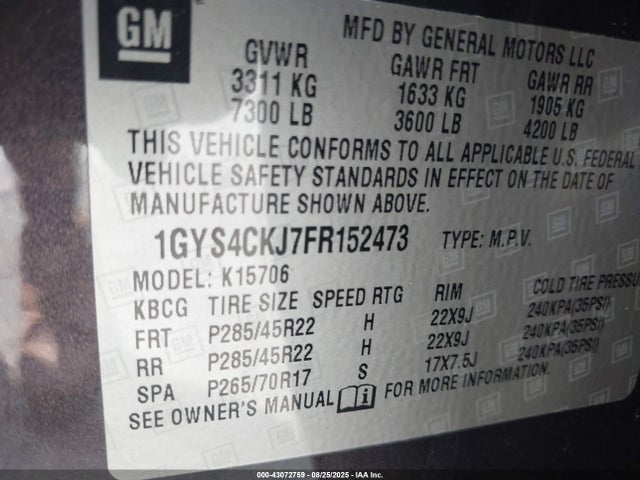 GM
MFD BY GENERAL MOTORS LLC
GVWR GAWR FRT GAWR RR
3311 KG 1633 KG 1905 KG
7300 LB 3600 LB 4200 LB
THIS VEHICLE CONFORMS TO ALL APPLICABLE U.S. FEDERAL
VEHICLE SAFETY STANDARDS IN EFFECT ON THE DATE OF
MANUFACTURE SHOWN ABOVE.
1GYS4CKJ7FR152473 TYPE: M.P.V.
MODEL: K15706
KBCG TIRE SIZE SPEED RTG RIM COLD TIRE PRESSU
FRT P285/45R22 H 22X9J 240KPA(35PSI)
RR P285/45R22 H 22X9J 240KPA(35PSI)
SPA P265/70R17 S 17X7.5J 240KPA(35PSI)
SEE OWNER'S MANUAL i FOR MORE INFORMATION.
000-43072759 - 08/25/2025 - IAA Inc.